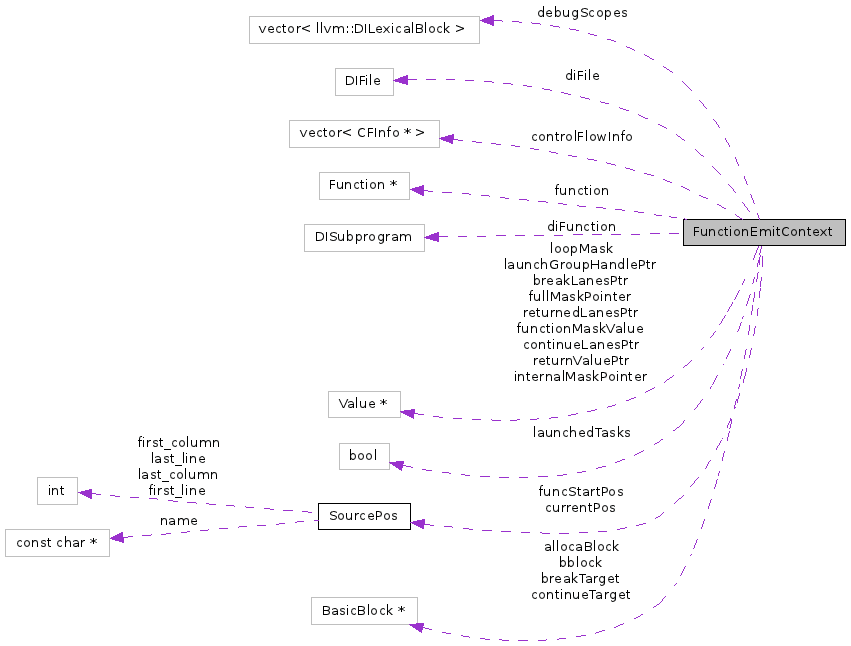 debugScopes
vector< llvm::DILexicalBlock >
diFile
DIFile
controlFlowInfo
vector< CFInfo * >
function
Function *
diFunction
DISubprogram
FunctionEmitContext
loopMask
launchGroupHandlePtr
breakLanesPtr
fullMaskPointer
returnedLanesPtr
functionMaskValue
continueLanesPtr
returnValuePtr
internalMaskPointer
Value *
launchedTasks
bool
first_column
last_line
last_column
first_line
int
funcStartPos
currentPos
SourcePos
name
const char *
allocaBlock
bblock
breakTarget
continueTarget
BasicBlock *